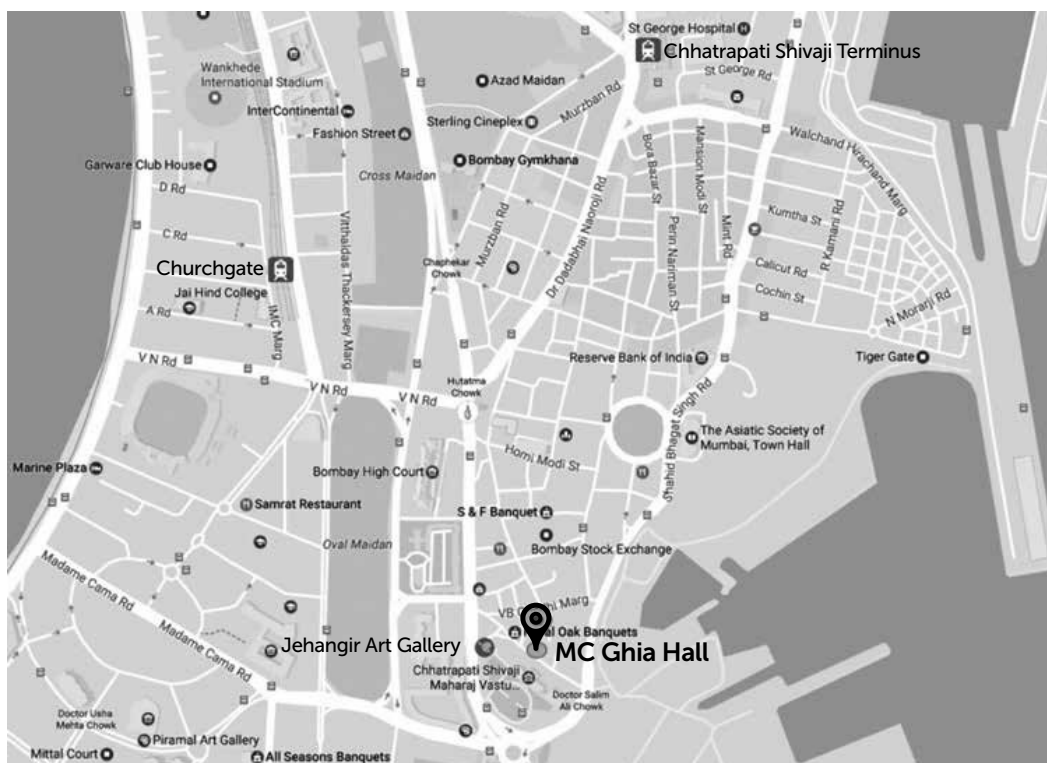 St George Hospital
Chhatrapati Shivaji Terminus
St George Rd
Wankhede
International Stadium
Azad Maidan
InterContinental
Fashion Street
Sterling Cineplex
Murzban Rd
Walchand Hirachand Marg
Bora Bazar St
Mansion Modi St
Garware Club House
Bombay Gymkhana
Cross Maidan
D Rd
C Rd
Vitthaldas Thackersey Marg
Murzban Rd
Dr Dadabhai Naoroji Rd
Perin Nariman St
Mint Rd
Kumtha St
R Kamani Rd
Calicut Rd
Cochin St
N Morarji Rd
Churchgate
Chaphekar
Chowk
Jai Hind College
A Rd
IMC Marg
V N Rd
V N Rd
V N Rd
Hutatma
Chowk
Reserve Bank of India
Tiger Gate
Shahid Bhagat Singh Rd
The Asiatic Society of
Mumbai, Town Hall
Homi Modi St
Marine Plaza
Bombay High Court
Samrat Restaurant
S & F Banquet
Oval Maidan
Bombay Stock Exchange
Madame Cama Rd
Madame Cama Rd
VB Marg
Oak Banquets
Jehangir Art Gallery
MC Ghia Hall
Chhatrapati Shivaji
Maharaj Vastu...
Doctor Salim
Ali Chowk
Doctor Usha
Mehta Chowk
Piramal Art Gallery
Mittal Court
All Seasons Banquets